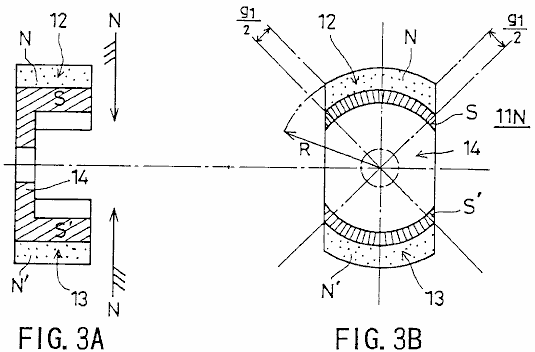 N
12
N
S
14
S'
N'
13
N
FIG. 3A
g1/2
12
N
g1/2
S
11N
14
R
S'
N'
13
FIG. 3B